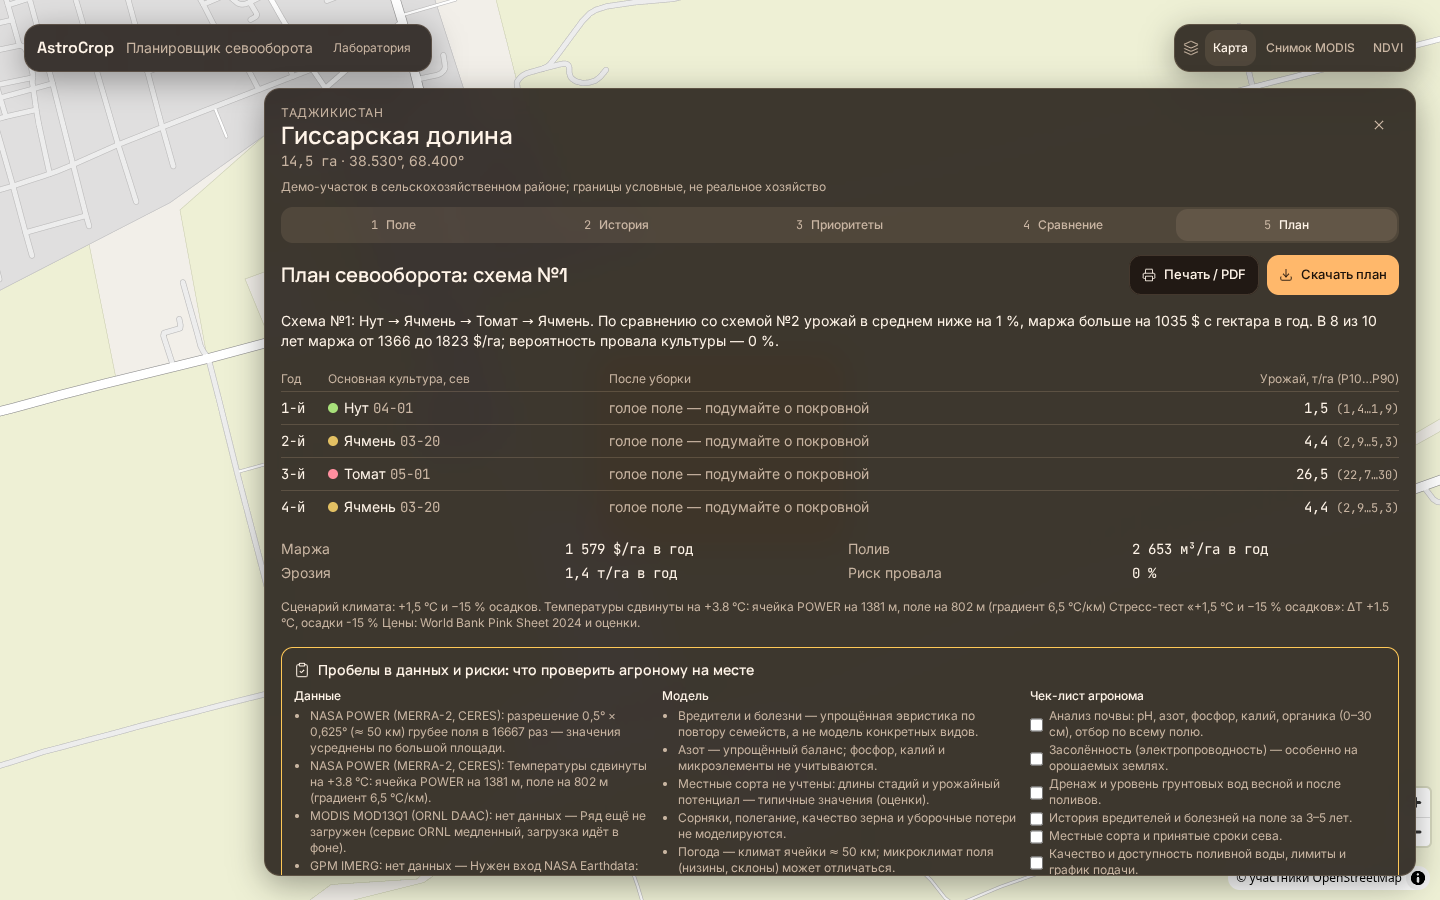 AstroCrop Планировщик севооборота Лаборатория
Карта Снимок MODIS NDVI
ТАДЖИКИСТАН
Гиссарская долина
14,5 га · 38.530°, 68.400°
Демо-участок в сельскохозяйственном районе; границы условные, не реальное хозяйство
1 Поле 2 История 3 Приоритеты 4 Сравнение 5 План
План севооборота: схема №1
Печать / PDF Скачать план
Схема №1: Нут → Ячмень → Томат → Ячмень. По сравнению со схемой №2 урожай в среднем ниже на 1 %, маржа больше на 1035 $ с гектара в год. В 8 из 10
лет маржа от 1366 до 1823 $/га; вероятность провала культуры — 0 %.
Год Основная культура, сев После уборки Урожай, т/га (P10…P90)
1-й Нут 04-01 голое поле — подумайте о покровной 1,5 (1,4…1,9)
2-й Ячмень 03-20 голое поле — подумайте о покровной 4,4 (2,9…5,3)
3-й Томат 05-01 голое поле — подумайте о покровной 26,5 (22,7…30)
4-й Ячмень 03-20 голое поле — подумайте о покровной 4,4 (2,9…5,3)
Маржа 1 579 $/га в год Полив 2 653 м³/га в год
Эрозия 1,4 т/га в год Риск провала 0 %
Сценарий климата: +1,5 °C и −15 % осадков. Температуры сдвинуты на +3.8 °C: ячейка POWER на 1381 м, поле на 802 м (градиент 6,5 °C/км) Стресс-тест «+1,5 °C и −15 % осадков»: ΔT +1.5
°C, осадки -15 % Цены: World Bank Pink Sheet 2024 и оценки.
Пробелы в данных и риски: что проверить агроному на месте
Данные
NASA POWER (MERRA-2, CERES): разрешение 0,5° ×
0,625° (≈ 50 км) грубее поля в 16667 раз — значения
усреднены по большой площади.
NASA POWER (MERRA-2, CERES): Температуры сдвинуты
на +3.8 °C: ячейка POWER на 1381 м, поле на 802 м
(градиент 6,5 °C/км).
MODIS MOD13Q1 (ORNL DAAC): нет данных — Ряд ещё не
загружен (сервис ORNL медленный, загрузка идёт в
фоне).
GPM IMERG: нет данных — Нужен вход NASA Earthdata:
Модель
Вредители и болезни — упрощённая эвристика по
повтору семейств, а не модель конкретных видов.
Азот — упрощённый баланс; фосфор, калий и
микроэлементы не учитываются.
Местные сорта не учтены: длины стадий и урожайный
потенциал — типичные значения (оценки).
Сорняки, полегание, качество зерна и уборочные потери
не моделируются.
Погода — климат ячейки ≈ 50 км; микроклимат поля
(низины, склоны) может отличаться.
Чек-лист агронома
Анализ почвы: pH, азот, фосфор, калий, органика (0–30
см), отбор по всему полю.
Засолённость (электропроводность) — особенно на
орошаемых землях.
Дренаж и уровень грунтовых вод весной и после
поливов.
История вредителей и болезней на поле за 3–5 лет.
Местные сорта и принятые сроки сева.
Качество и доступность поливной воды, лимиты и
график подачи.
© участники OpenStreetMap